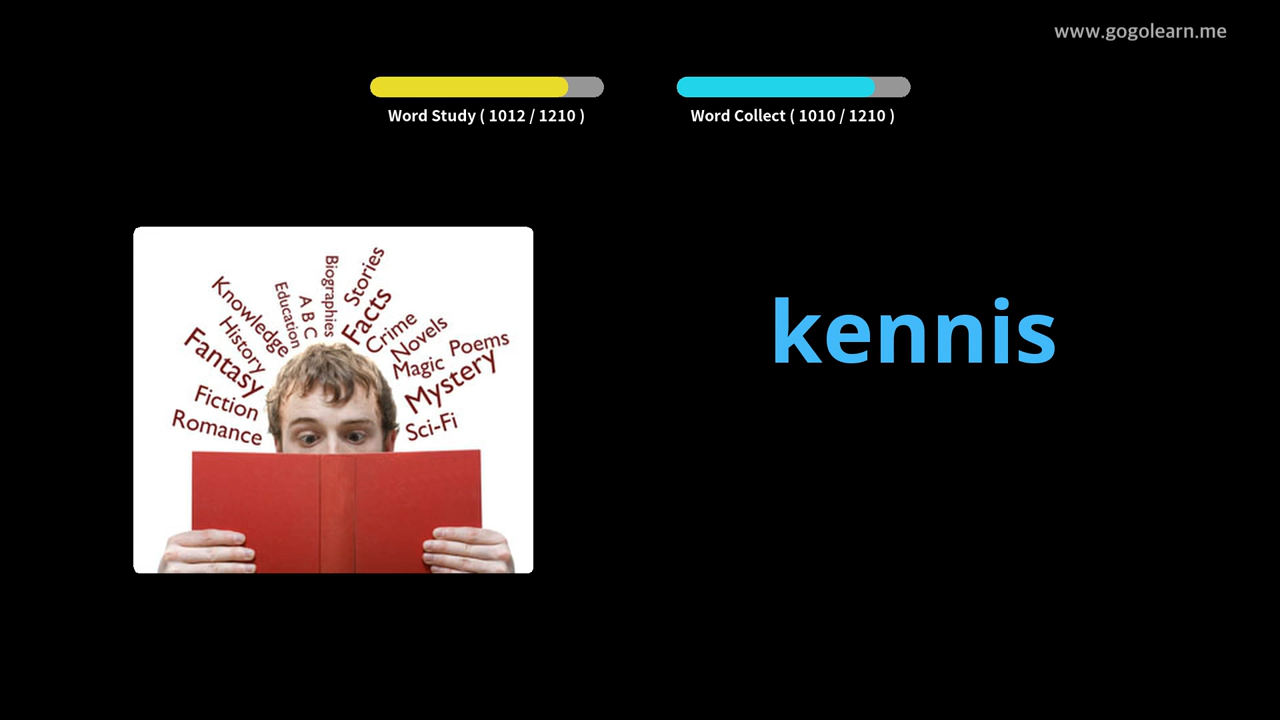 www.gogolearn.me
Word Study ( 1012 / 1210 )
Word Collect ( 1010 / 1210 )
Stories
Biographies
Facts
A B C
Education
Knowledge
Crime
Novels
History
Poems
Fantasy
Magic
Mystery
Fiction
Romance
Sci-Fi
kennis